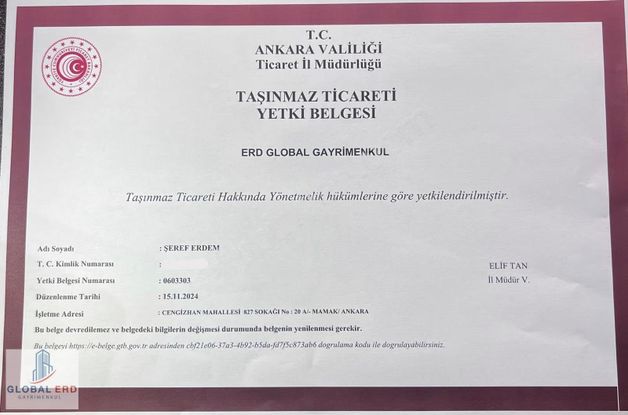 T.C.
ANKARA VALİLİĞİ
Ticaret İl Müdürlüğü
TAŞINMAZ TİCARETİ
YETKİ BELGESİ
ERD GLOBAL GAYRİMENKUL
Taşınmaz Ticareti Hakkında Yönetmelik hükümlerine göre yetkilendirilmiştir.
Adı Soyadı : ŞEREF ERDEM
T. C. Kimlik Numarası :
Yetki Belgesi Numarası : 0603303
Düzenlenme Tarihi : 15.11.2024
İşletme Adresi : CENGİZHAN MAHALLESİ 827 SOKAĞI No : 20 A/- MAMAK/ ANKARA
ELİF TAN
İl Müdür V.
Bu belge devredilemez ve belgedeki bilgilerin değişmesi durumunda belgenin yenilenmesi gerekir.
Bu belgeyi https://e-belge.gtb.gov.tr adresinden cbf21e06-37a3-4b92-b5da-fd7f5c873ab6 doğrulama kodu ile doğrulayabilirsiniz.
GLOBAL ERD
GAYRİMENKUL